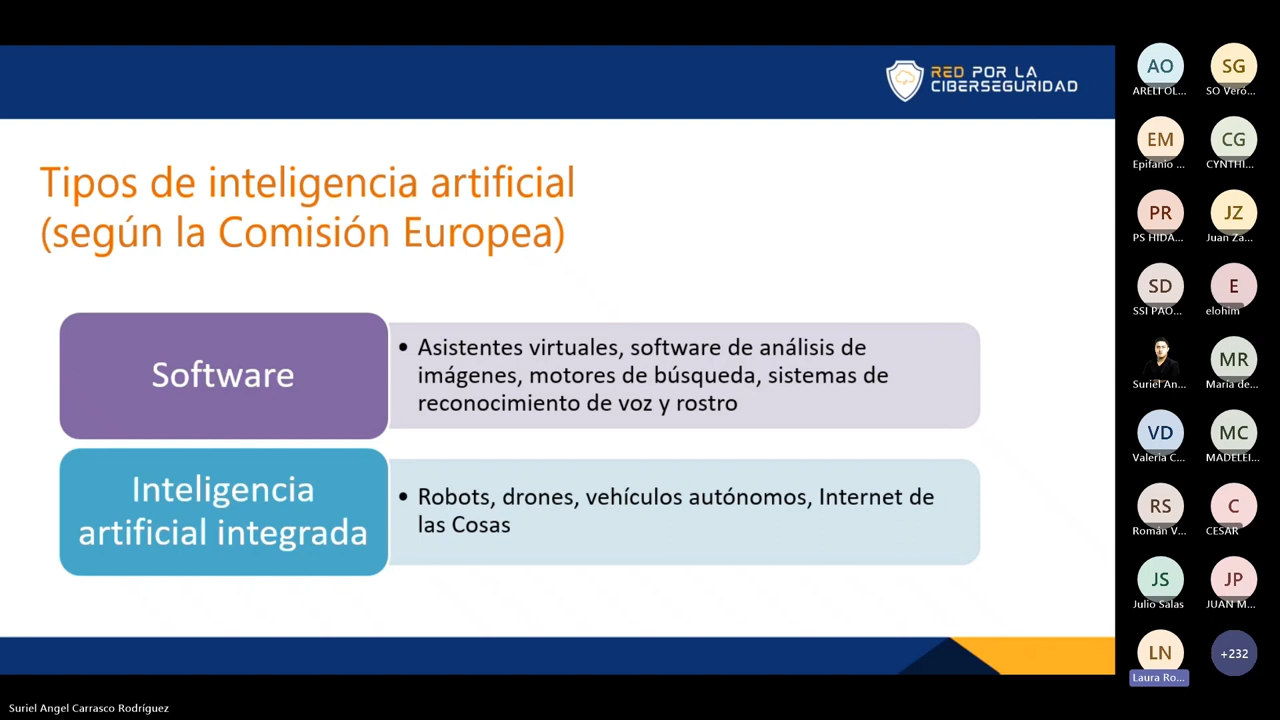 RED POR LA
CIBERSEGURIDAD
Tipos de inteligencia artificial
(según la Comisión Europea)
Software
• Asistentes virtuales, software de análisis de
imágenes, motores de búsqueda, sistemas de
reconocimiento de voz y rostro
Inteligencia
artificial integrada
• Robots, drones, vehículos autónomos, Internet de
las Cosas
AO
ARELI OL...
SG
SO Veró...
EM
Epifanio ...
CG
CYNTHI...
PR
PS HIDA...
JZ
Juan Za...
SD
SSI PAO...
E
elohim
Suriel An...
MR
Maria de...
VD
Valeria C...
MC
MADELEI...
RS
Román V...
C
CESAR
JS
Julio Salas
JP
JUAN M...
LN
Laura Ro...
+232
Suriel Angel Carrasco Rodríguez